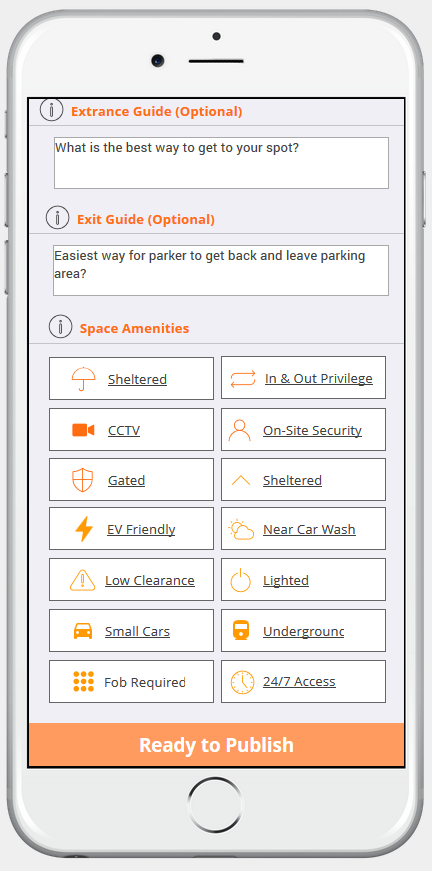 Extrance Guide (Optional)
What is the best way to get to your spot?
Exit Guide (Optional)
Easiest way for parker to get back and leave parking
area?
Space Amenities
Sheltered
In & Out Privilege
CCTV
On-Site Security
Gated
Sheltered
EV Friendly
Near Car Wash
Low Clearance
Lighted
Small Cars
Underground
Fob Required
24/7 Access
Ready to Publish